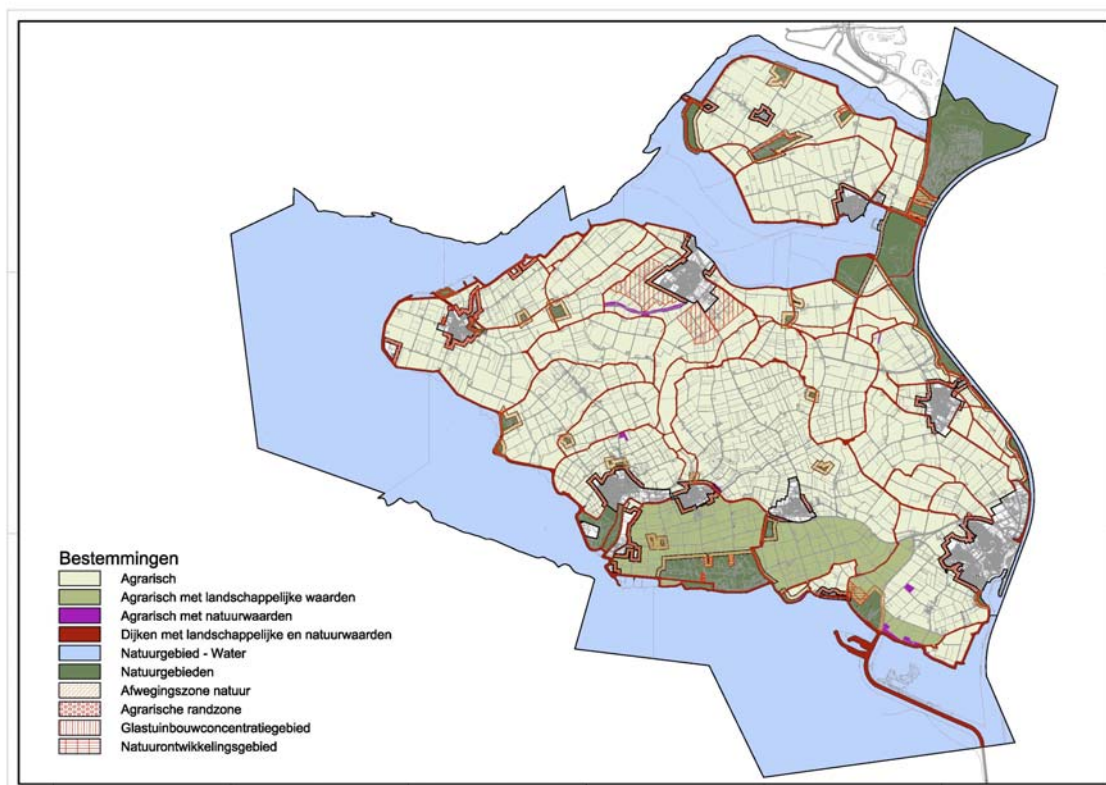 Bestemmingen
Agrarisch
Agrarisch met landschappelijke waarden
Agrarisch met natuurwaarden
Dijken met landschappelijke en natuurwaarden
Natuurgebied - Water
Natuurgebieden
Afwegingszone natuur
Agrarische randzone
Glastuinbouwconcentratiegebied
Natuurontwikkelingsgebied